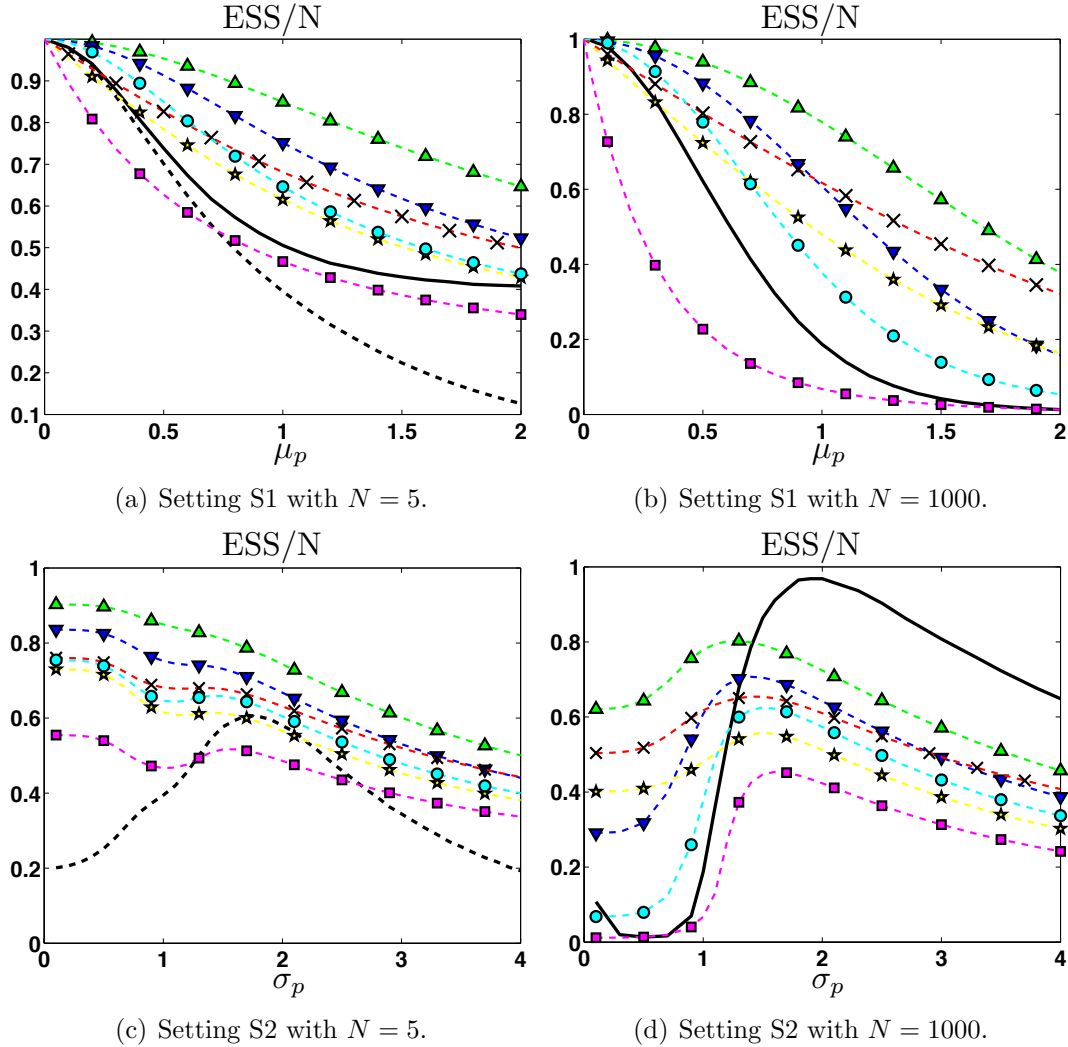 ESS/N
0.9
0.8
0.7
0.6
0.5
0.4
0.3
0.2
0.1
0 0.5 1 1.5 2
μp
(a) Setting S1 with N = 5.
ESS/N
1
0.8
0.6
0.4
0.2
0
0 0.5 1 1.5 2
μp
(b) Setting S1 with N = 1000.
ESS/N
1
0.8
0.6
0.4
0.2
0
0 1 2 3 4
σp
(c) Setting S2 with N = 5.
ESS/N
1
0.8
0.6
0.4
0.2
0
0 1 2 3 4
σp
(d) Setting S2 with N = 1000.